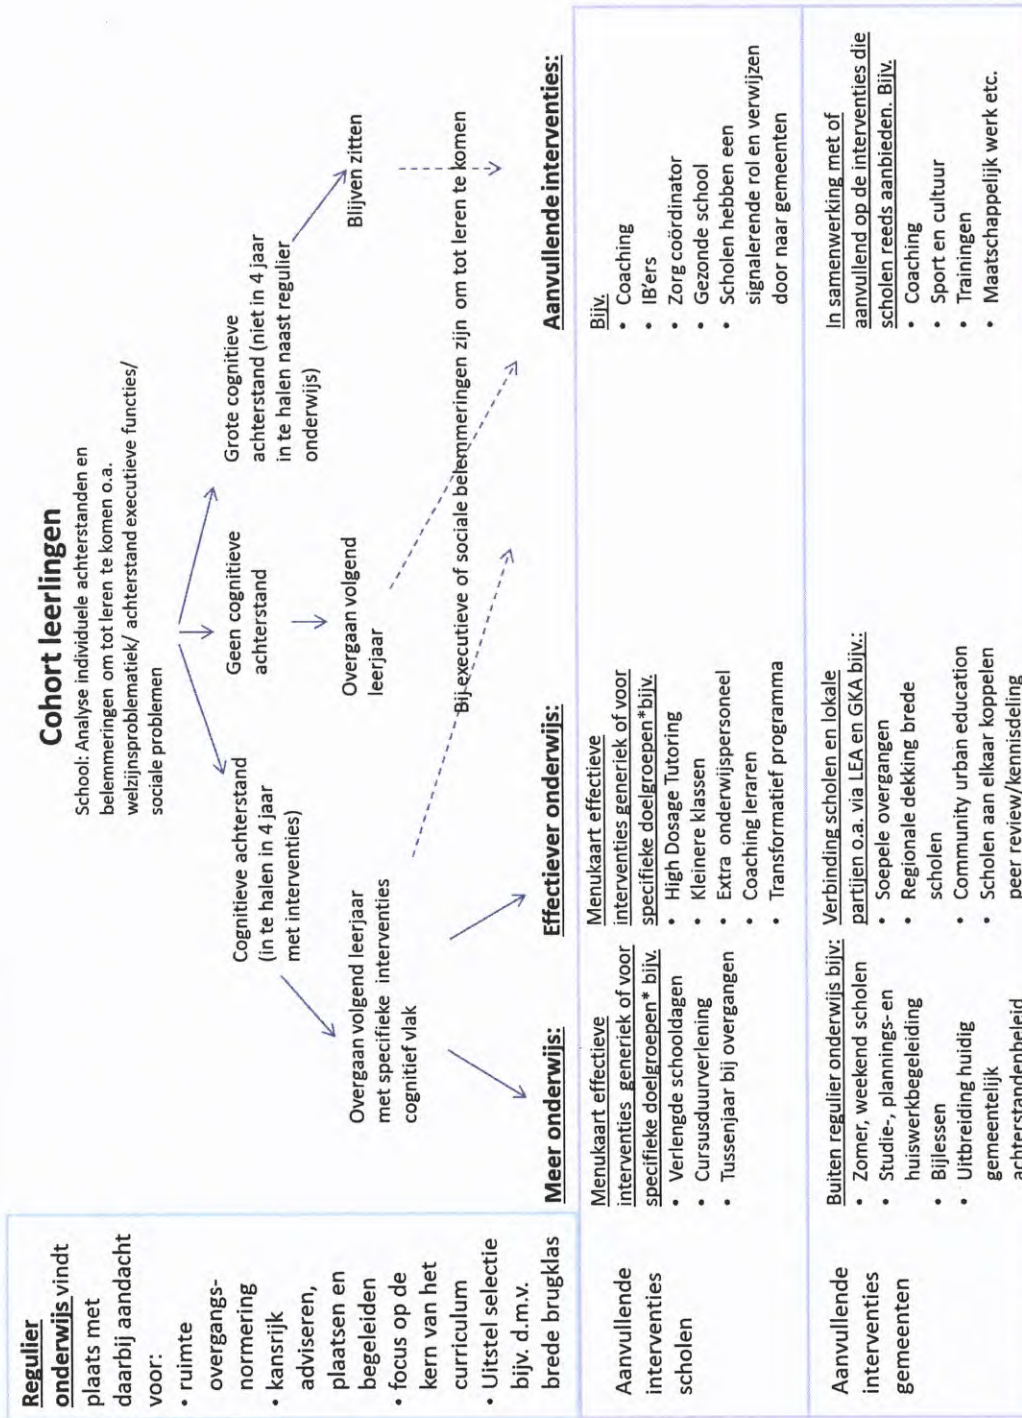 Cohort leerlingen
School: Analyse individuele achterstanden en
belemmeringen om tot leren te komen o.a.
welzijnsproblematiek/ achterstand executieve functies/
sociale problemen
Regulier
onderwijs vindt
plaats met
daarbij aandacht
voor:
• ruimte
overgangs-
normering
• kansrijk
adviseren,
plaatsen en
begeleiden
• focus op de
kern van het
curriculum
• Uitstel selectie
bijv. d.m.v.
brede brugklas
Cognitieve achterstand
(in te halen in 4 jaar
met interventies)
Geen cognitieve
achterstand
Grote cognitieve
achterstand (niet in 4 jaar
in te halen naast regulier
onderwijs)
Overgaan volgend leerjaar
met specifieke interventies
cognitief vlak
Overgaan volgend
leerjaar
Blijven zitten
Bij executieve of sociale belemmeringen zijn om tot leren te komen
Meer onderwijs:
Effectiever onderwijs:
Aanvullende interventies:
Aanvullende
interventies
scholen
Menukaart effectieve
interventies generiek of voor
specifieke doelgroepen* bijv.
• Verlengde schooldagen
• Cursusduurverlening
• Tussenjaar bij overgangen
Menukaart effectieve
interventies generiek of voor
specifieke doelgroepen*bijv.
• High Dosage Tutoring
• Kleinere klassen
• Extra onderwijspersoneel
• Coaching leraren
• Transformatief programma
Bijv.
• Coaching
• IB'ers
• Zorg coördinator
• Gezonde school
• Scholen hebben een
signalerende rol en verwijzen
door naar gemeenten
Aanvullende
interventies
gemeenten
Buiten regulier onderwijs bijv:
• Zomer, weekend scholen
• Studie-, plannings- en
huiswerkbegeleiding
• Bijlessen
• Uitbreiding huidig
gemeentelijk
achterstandenbeleid
Verbinding scholen en lokale
partijen o.a. via LEA en GKA bijv.:
• Soepele overgangen
• Regionale dekking brede
scholen
• Community urban education
• Scholen aan elkaar koppelen
peer review/kennisdeling
In samenwerking met of
aanvullend op de interventies die
scholen reeds aanbieden. Bijv.
• Coaching
• Sport en cultuur
• Trainingen
• Maatschappelijk werk etc.